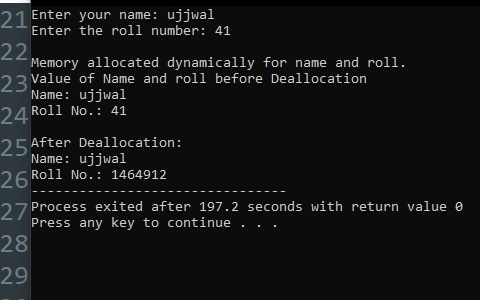 21 Enter your name: ujjwal
Enter the roll number: 41
22
Memory allocated dynamically for name and roll.
23 Value of Name and roll before Deallocation
Name: ujjwal
24 Roll No.: 41
25 After Deallocation:
Name: ujjwal
26 Roll No.: 1464912
--------------------------------
27 Process exited after 197.2 seconds with return value 0
Press any key to continue . . .
28
29